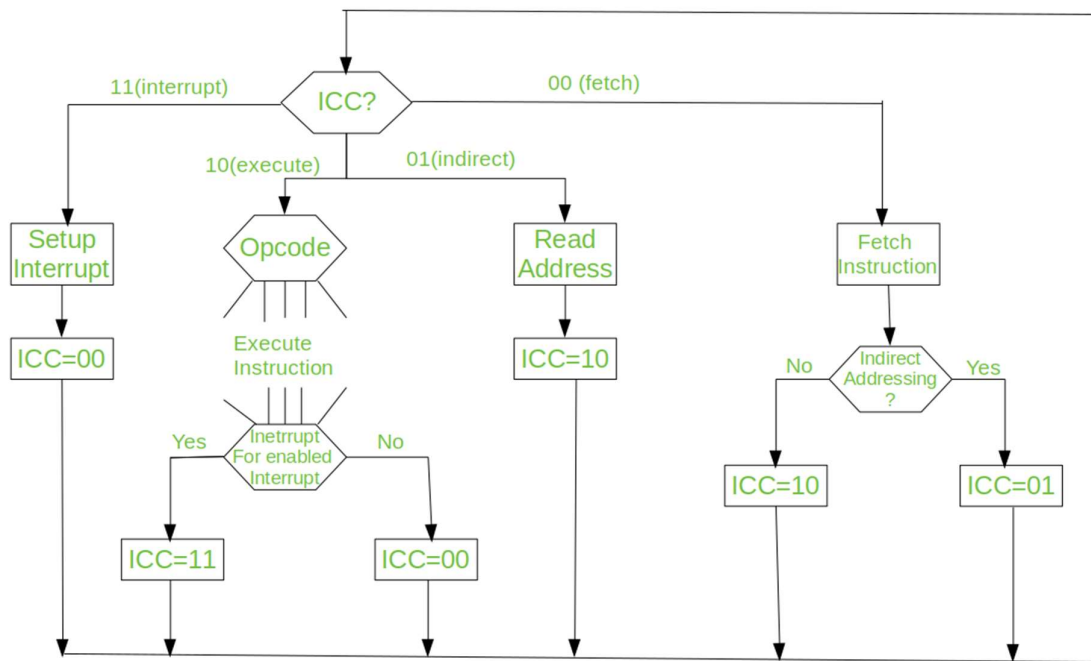 11(interrupt)
ICC?
00 (fetch)
10(execute)
01(indirect)
Setup
Interrupt
Opcode
Read
Address
Fetch
Instruction
ICC=00
Execute
Instruction
ICC=10
Indirect
Addressing
?
No
Yes
Yes
Inetrrupt
For enabled
Interrupt
No
ICC=10
ICC=01
ICC=11
ICC=00